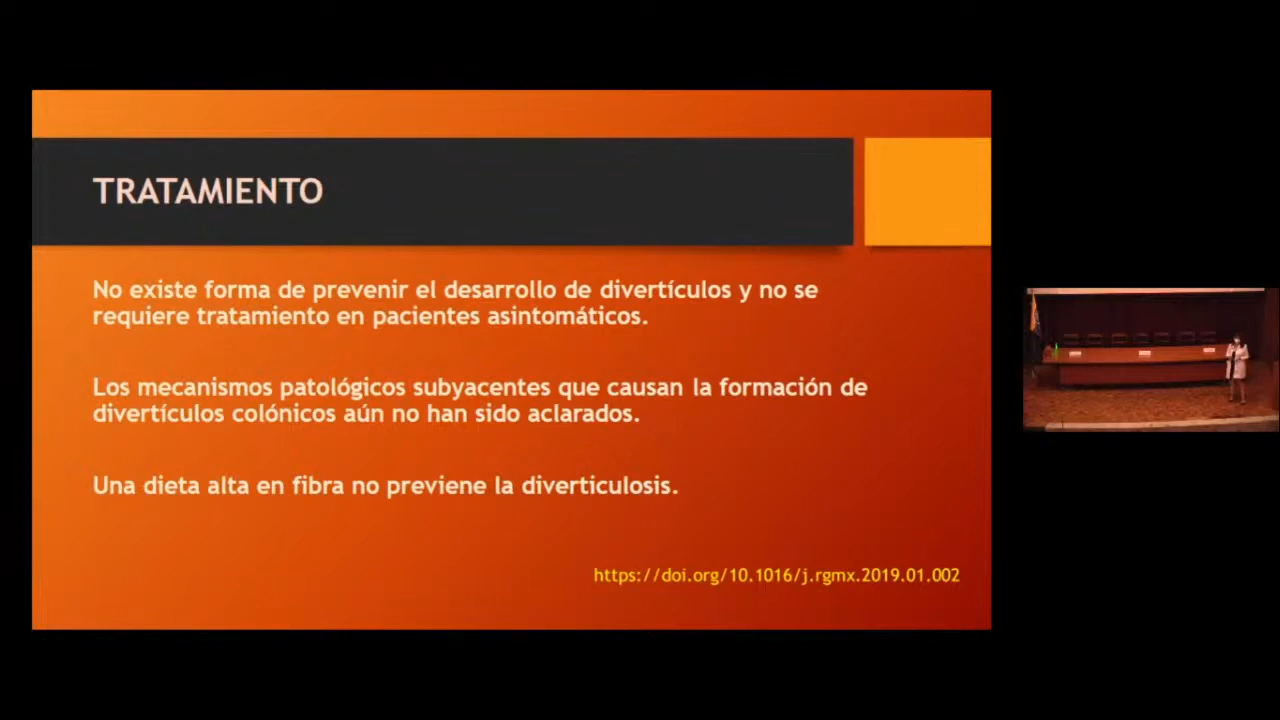 TRATAMIENTO
No existe forma de prevenir el desarrollo de divertículos y no se
requiere tratamiento en pacientes asintomáticos.
Los mecanismos patológicos subyacentes que causan la formación de
divertículos colónicos aún no han sido aclarados.
Una dieta alta en fibra no previene la diverticulosis.
https://doi.org/10.1016/j.rgmx.2019.01.002